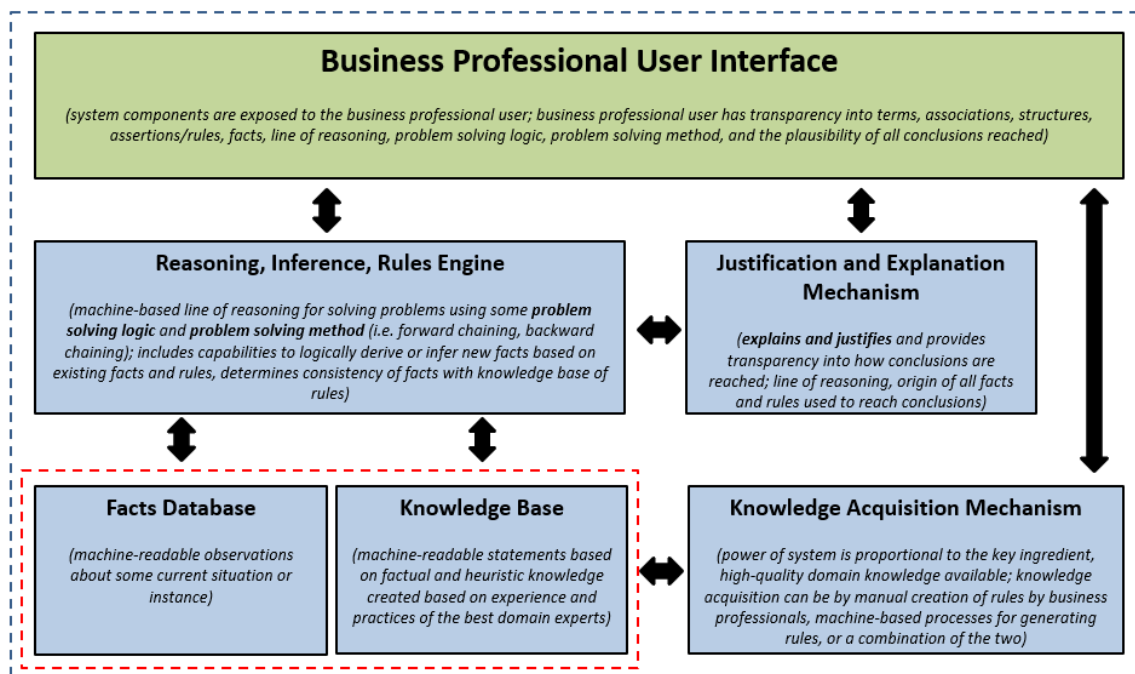 Business Professional User Interface
(system components are exposed to the business professional user; business professional user has transparency into terms, associations, structures,
assertions/rules, facts, line of reasoning, problem solving logic, problem solving method, and the plausibility of all conclusions reached)
Reasoning, Inference, Rules Engine
(machine-based line of reasoning for solving problems using some problem
solving logic and problem solving method (i.e. forward chaining, backward
chaining); includes capabilities to logically derive or infer new facts based on
existing facts and rules, determines consistency of facts with knowledge base of
rules)
Justification and Explanation
Mechanism
(explains and justifies and provides
transparency into how conclusions are
reached; line of reasoning, origin of all facts
and rules used to reach conclusions)
Facts Database
(machine-readable observations
about some current situation or
instance)
Knowledge Base
(machine-readable statements based
on factual and heuristic knowledge
created based on experience and
practices of the best domain experts)
Knowledge Acquisition Mechanism
(power of system is proportional to the key ingredient,
high-quality domain knowledge available; knowledge
acquisition can be by manual creation of rules by business
professionals, machine-based processes for generating
rules, or a combination of the two)